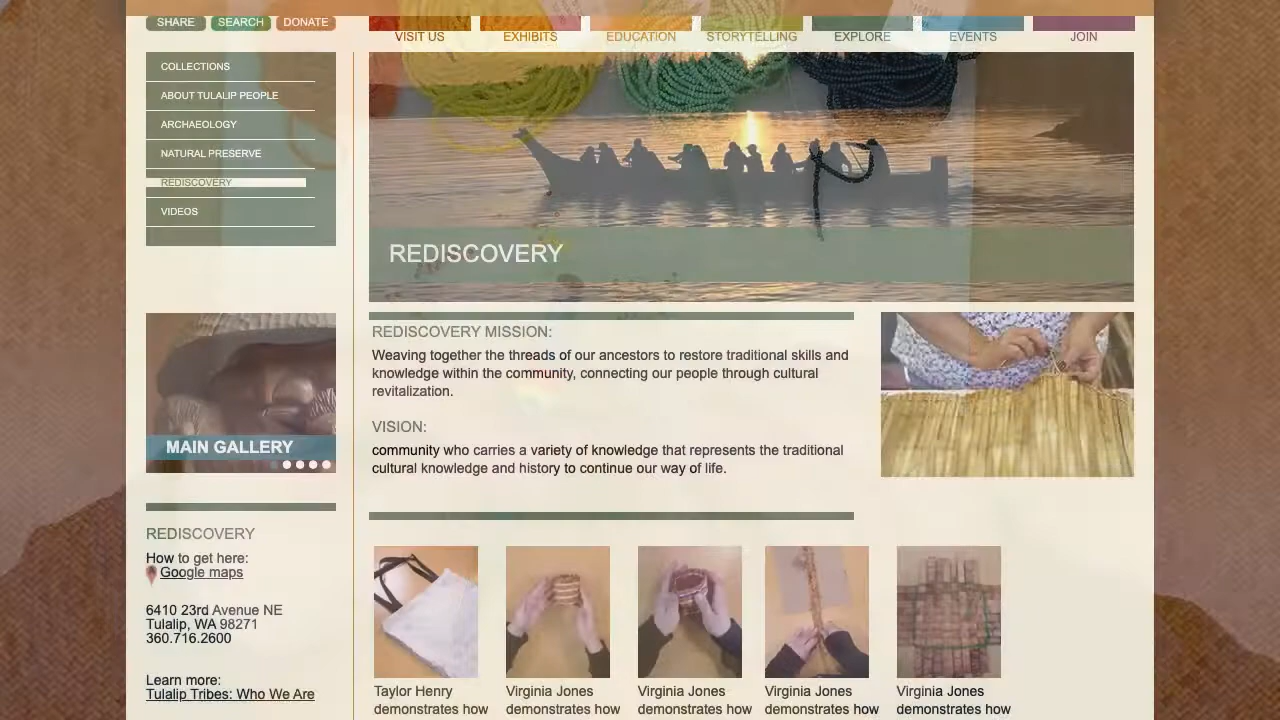 SHARE SEARCH DONATE
VISIT US EXHIBITS EDUCATION STORYTELLING EXPLORE EVENTS JOIN
COLLECTIONS
ABOUT TULALIP PEOPLE
ARCHAEOLOGY
NATURAL PRESERVE
REDISCOVERY
VIDEOS
REDISCOVERY
MAIN GALLERY
REDISCOVERY
How to get here:
Google maps
6410 23rd Avenue NE
Tulalip, WA 98271
360.716.2600
Learn more:
Tulalip Tribes: Who We Are
REDISCOVERY MISSION:
Weaving together the threads of our ancestors to restore traditional skills and
knowledge within the community, connecting our people through cultural
revitalization.
VISION:
community who carries a variety of knowledge that represents the traditional
cultural knowledge and history to continue our way of life.
Taylor Henry
demonstrates how
Virginia Jones
demonstrates how
Virginia Jones
demonstrates how
Virginia Jones
demonstrates how
Virginia Jones
demonstrates how